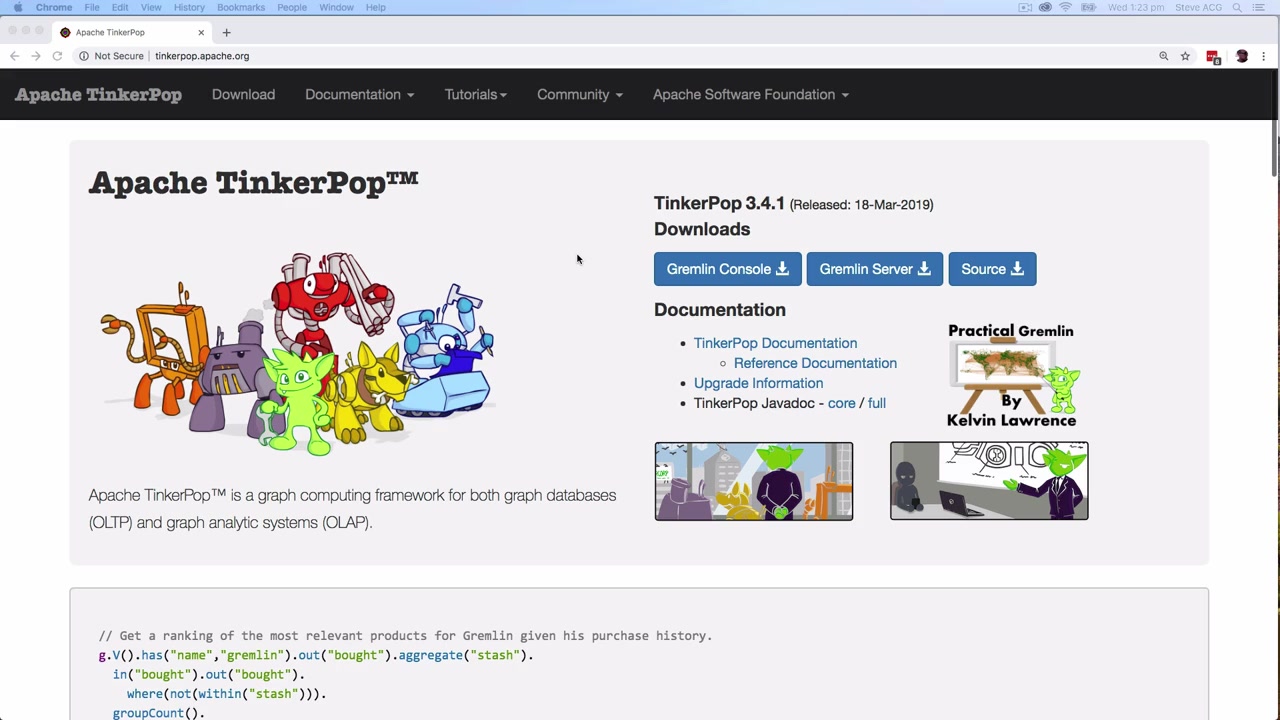 Chrome File Edit View History Bookmarks People Window Help Wed 1:23 pm Steve ACG
Apache TinkerPop
Not Secure | tinkerpop.apache.org
Apache TinkerPop Download Documentation Tutorials Community Apache Software Foundation
Apache TinkerPop™
TinkerPop 3.4.1 (Released: 18-Mar-2019)
Downloads
Gremlin Console Gremlin Server Source
Documentation
TinkerPop Documentation
Reference Documentation
Upgrade Information
TinkerPop Javadoc - core / full
Practical Gremlin
By
Kelvin Lawrence
Apache TinkerPop™ is a graph computing framework for both graph databases
(OLTP) and graph analytic systems (OLAP).
// Get a ranking of the most relevant products for Gremlin given his purchase history.
g.V().has("name","gremlin").out("bought").aggregate("stash").
in("bought").out("bought").
where(not(within("stash"))).
groupCount().